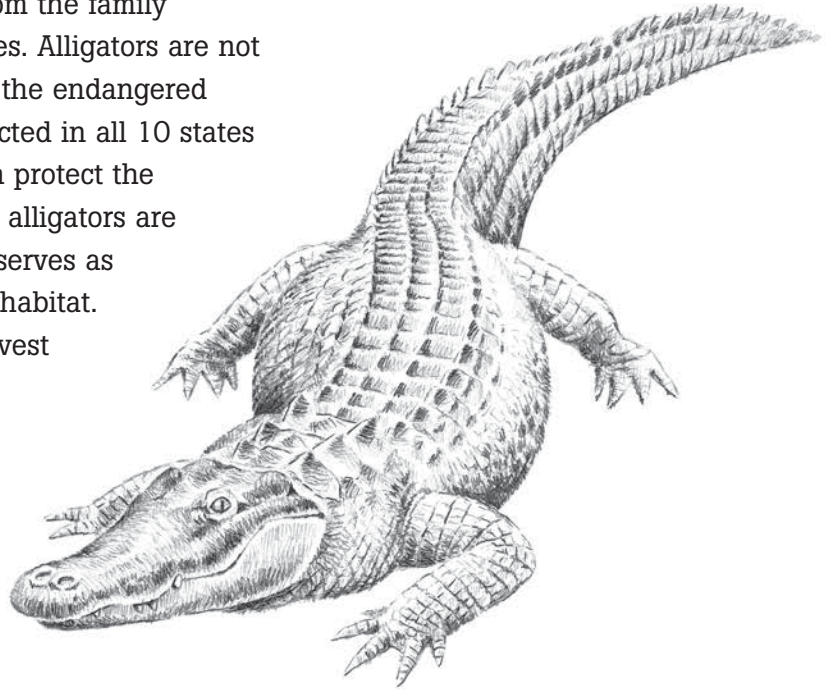 om the family
es. Alligators are not
the endangered
cted in all 10 states
n protect the
alligators are
serves as
habitat.
vest